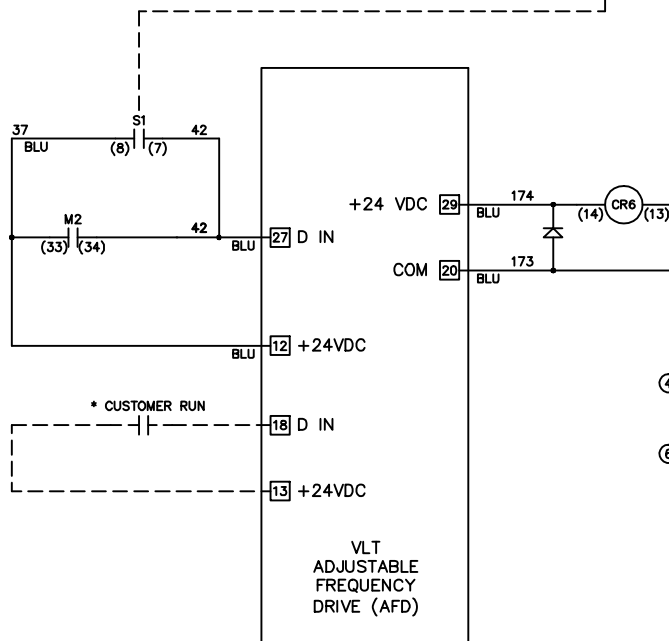 S1
37
42
BLU
(8)
(7)
M2
42
(33)
(34)
BLU
27 D IN
+24 VDC 29
174
BLU
(14)
CR6
(13)
COM 20
173
BLU
BLU
12 +24VDC
* CUSTOMER RUN
18 D IN
13 +24VDC
VLT
ADJUSTABLE
FREQUENCY
DRIVE (AFD)